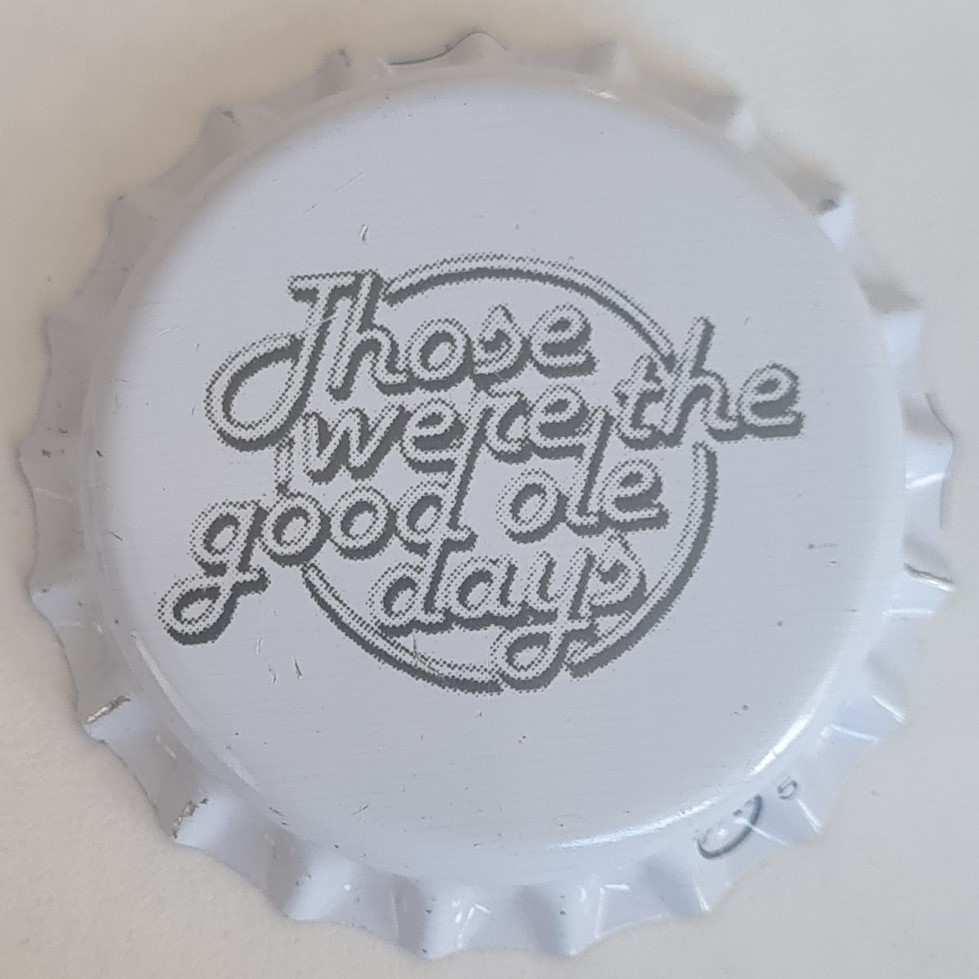 Those
were the
good ole
days